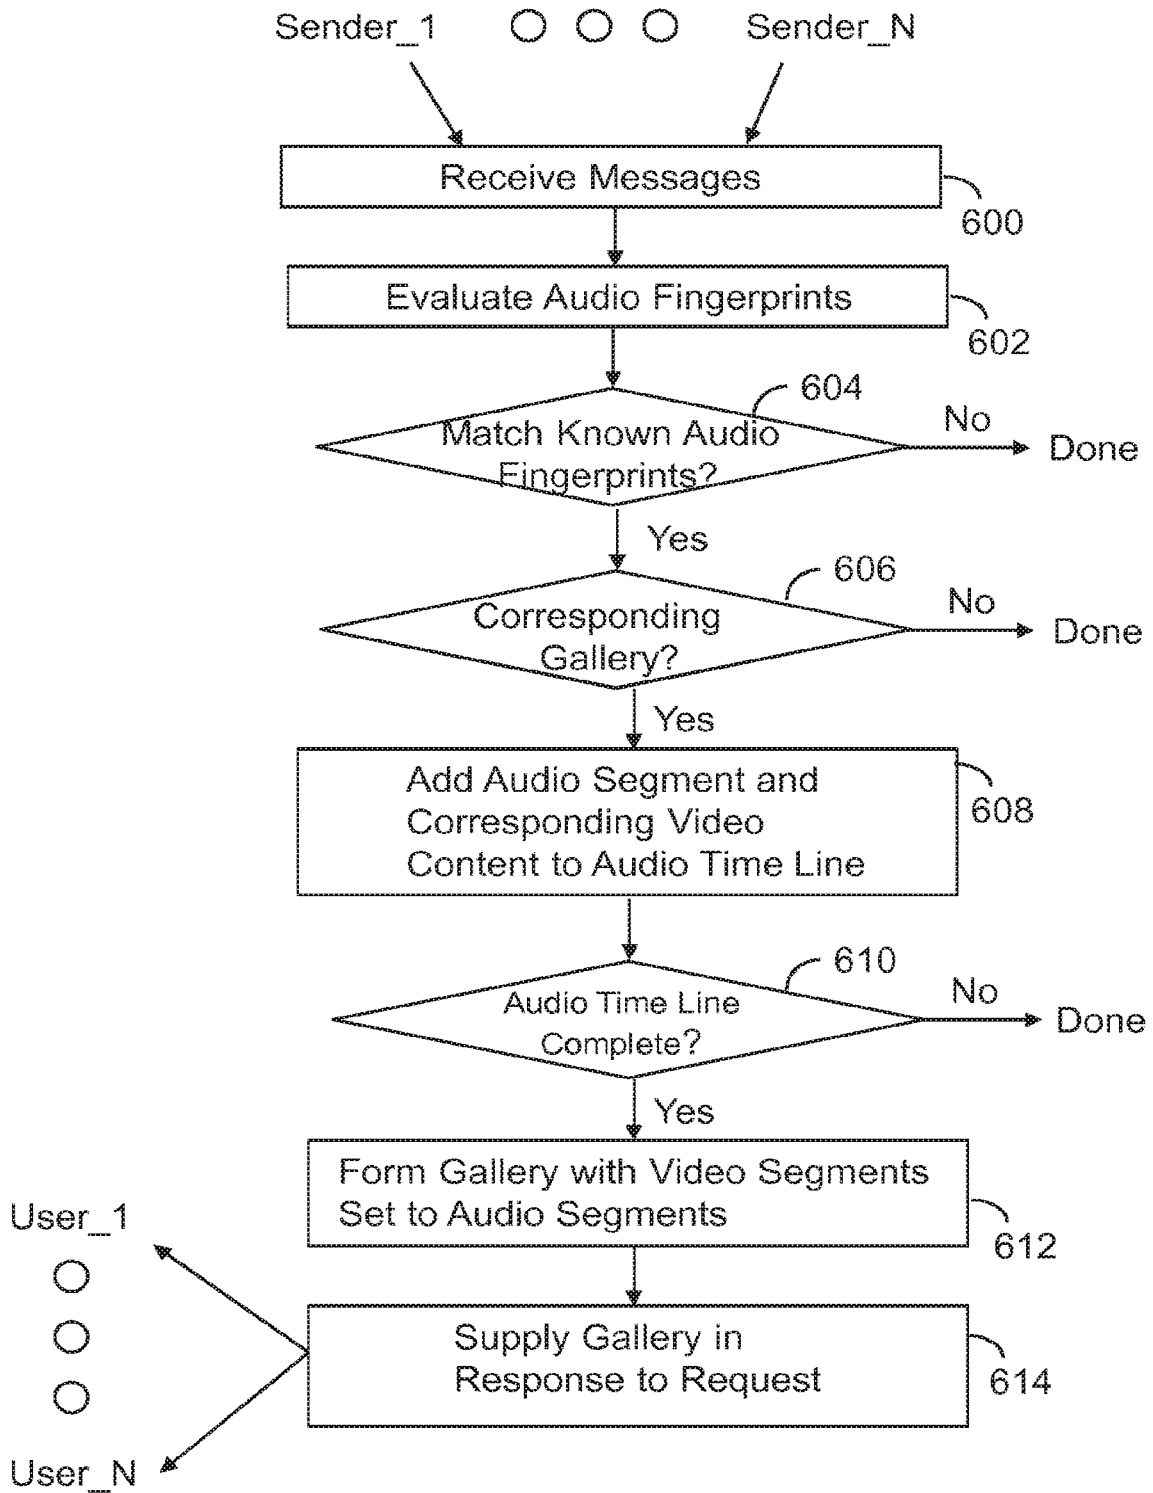 Sender_1
Sender_N
Receive Messages
600
Evaluate Audio Fingerprints
602
604
Match Known Audio
Fingerprints?
No
Done
Yes
606
Corresponding
Gallery?
No
Done
Yes
Add Audio Segment and
Corresponding Video
Content to Audio Time Line
608
610
Audio Time Line
Complete?
No
Done
Yes
Form Gallery with Video Segments
Set to Audio Segments
612
User_1
Supply Gallery in
Response to Request
614
User_N